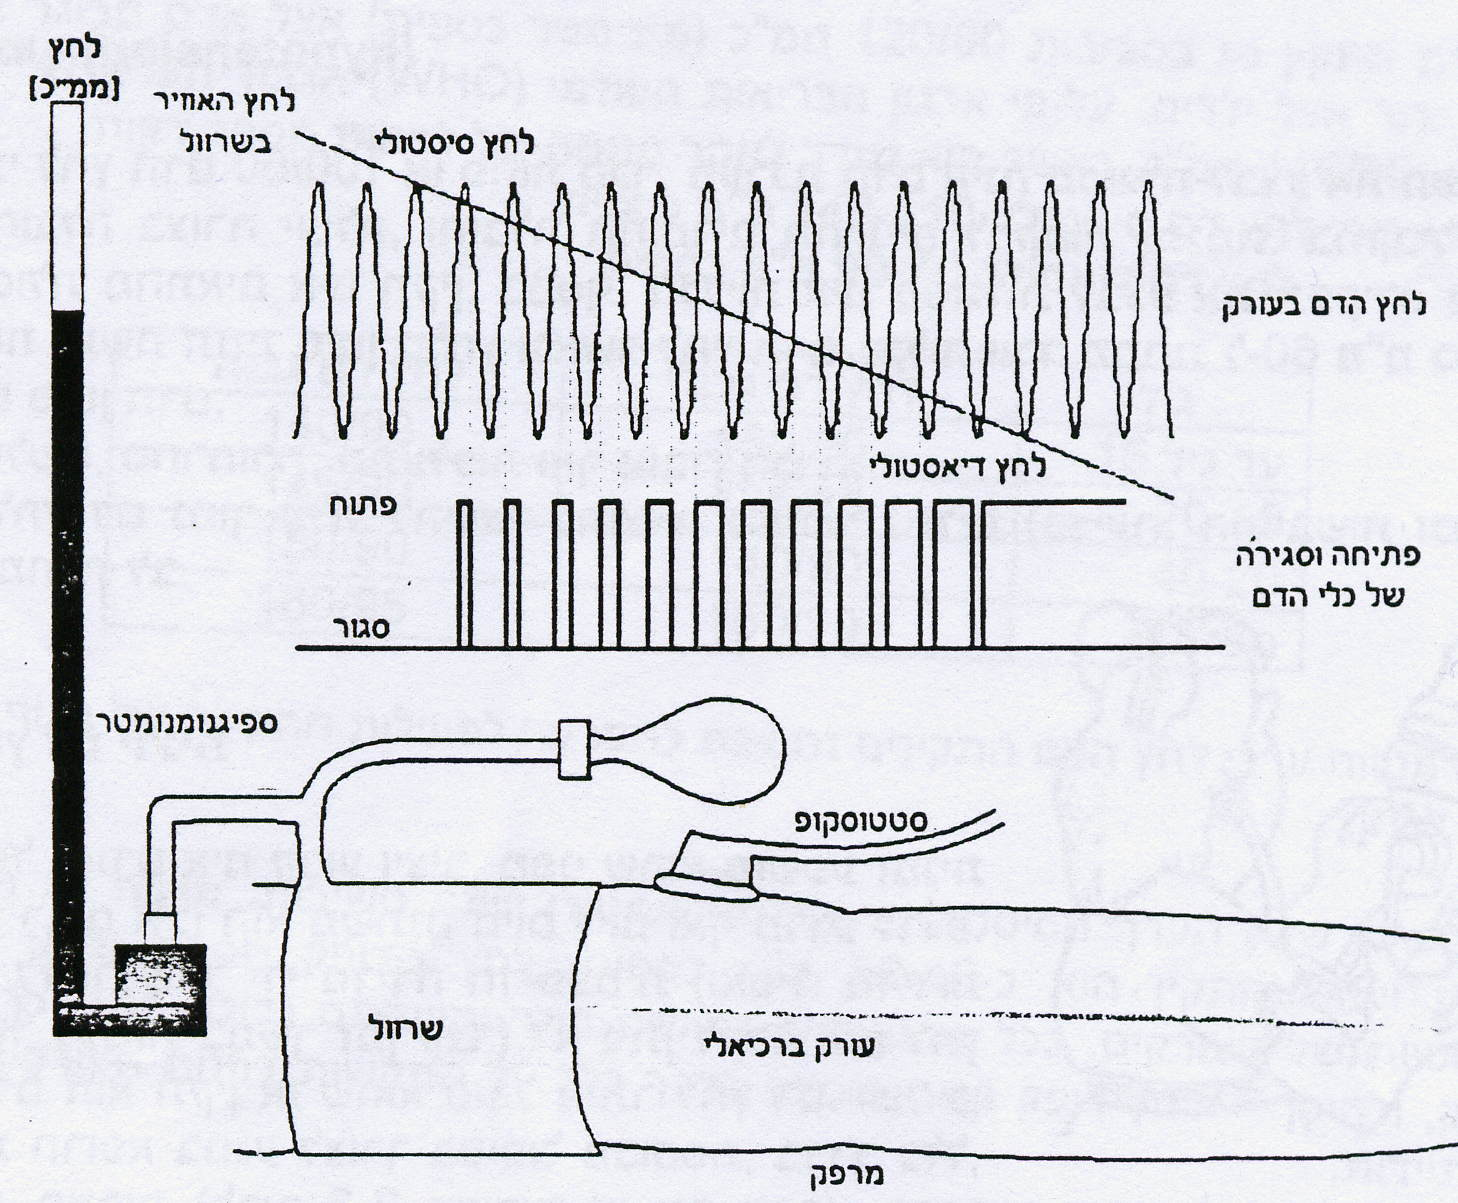 לחץ
[ממ״כ]
לחץ האוויר
בשרוול
לחץ סיסטולי
לחץ הדם בעורק
לחץ דיאסטולי
פתוח
פתיחה וסגירה
של כלי הדם
סגור
ספיגנומנומטר
סטטוסקופ
שרוול
עורק ברכיאלי
מרפק